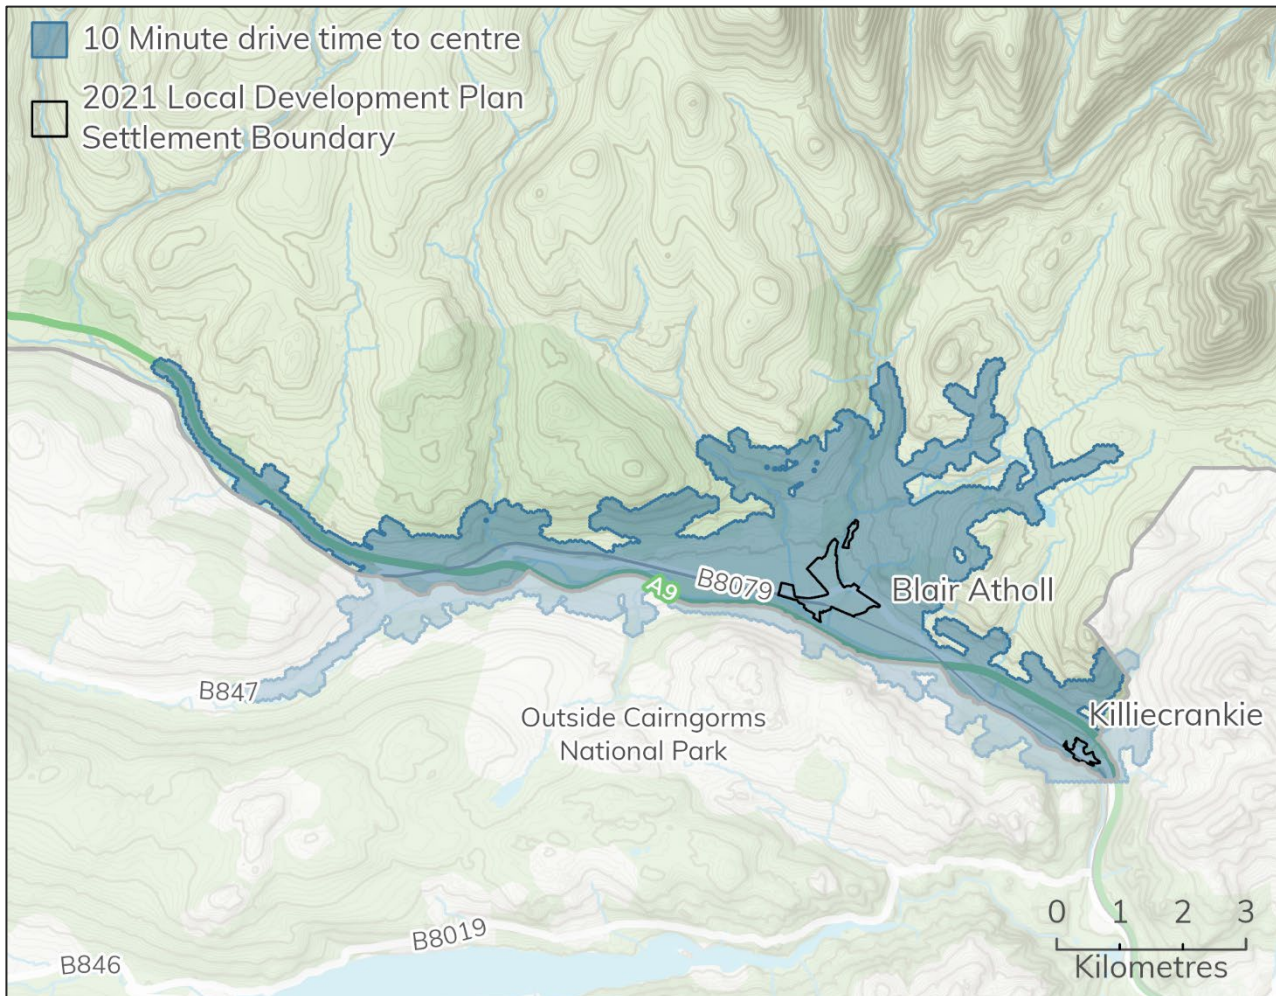 10 Minute drive time to centre
2021 Local Development Plan
Settlement Boundary
A9
B8079
Blair Atholl
B847
Outside Cairngorms
National Park
Killiecrankie
0 1 2 3
Kilometres
B8019
B846